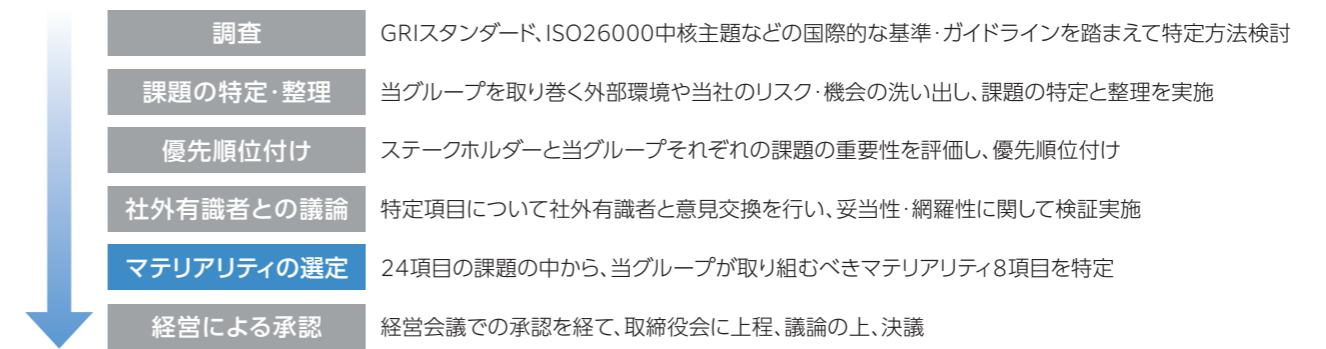 調査
GRIスタンダード、ISO26000中核主題などの国際的な基準・ガイドラインを踏まえて特定方法検討
課題の特定・整理
当グループを取り巻く外部環境や当社のリスク・機会の洗い出し、課題の特定と整理を実施
優先順位付け
ステークホルダーと当グループそれぞれの課題の重要性を評価し、優先順位付け
社外有識者との議論
特定項目について社外有識者と意見交換を行い、妥当性・網羅性に関して検証実施
マテリアリティの選定
24項目の課題の中から、当グループが取り組むべきマテリアリティ8項目を特定
経営による承認
経営会議での承認を経て、取締役会に上程、議論の上、決議